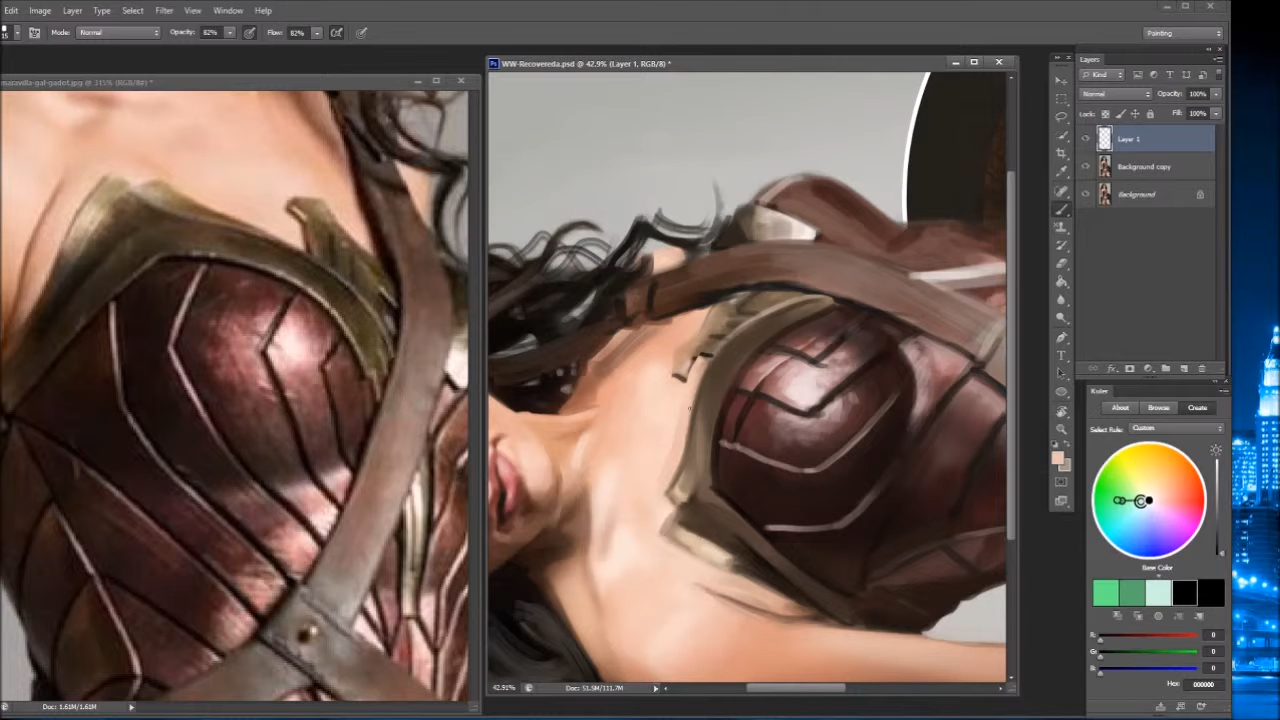 Edit Image Layer Type Select Filter View Window Help
15 Mode: Normal Opacity: 82% Flow: 82% Painting
maravilla-gal-gadot.jpg @ 315% (RGB/8#) *
WW-Recovereda.psd @ 42.9% (Layer 1, RGB/8) *
Layers
Kind
Normal Opacity: 100%
Lock: Fill: 100%
Layer 1
Background copy
Background
Kuler
About Browse Create
Select Rule: Custom
Base Color
R: 0
G: 0
B: 0
Hex: 000000
42.91% Doc: 51.5M/111.7M
Doc: 1.61M/1.61M